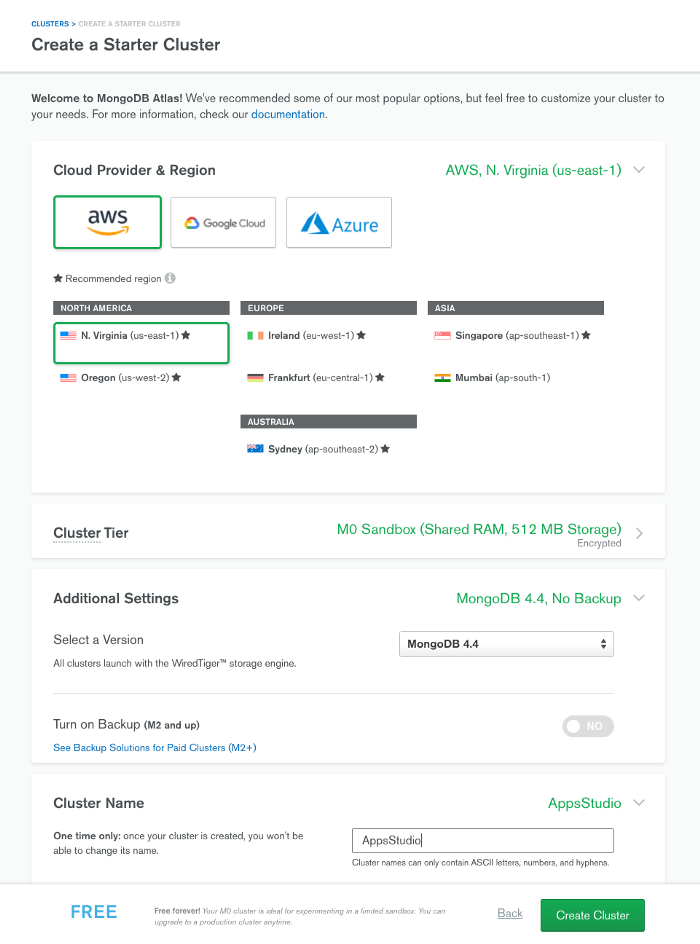 CLUSTERS > CREATE A STARTER CLUSTER
Create a Starter Cluster
Welcome to MongoDB Atlas! We've recommended some of our most popular options, but feel free to customize your cluster to
your needs. For more information, check our documentation.
Cloud Provider & Region
AWS, N. Virginia (us-east-1)
aws
Google Cloud
Azure
★ Recommended region
NORTH AMERICA
EUROPE
ASIA
N. Virginia (us-east-1) ★
Ireland (eu-west-1) ★
Singapore (ap-southeast-1) ★
Oregon (us-west-2) ★
Frankfurt (eu-central-1) ★
Mumbai (ap-south-1)
AUSTRALIA
Sydney (ap-southeast-2) ★
Cluster Tier
M0 Sandbox (Shared RAM, 512 MB Storage)
Encrypted
Additional Settings
MongoDB 4.4, No Backup
Select a Version
MongoDB 4.4
All clusters launch with the WiredTiger™ storage engine.
Turn on Backup (M2 and up)
NO
See Backup Solutions for Paid Clusters (M2+)
Cluster Name
AppsStudio
One time only: once your cluster is created, you won't be
able to change its name.
AppsStudio
Cluster names can only contain ASCII letters, numbers, and hyphens.
FREE
Free forever! Your M0 cluster is ideal for experimenting in a limited sandbox. You can
upgrade to a production cluster anytime.
Back
Create Cluster